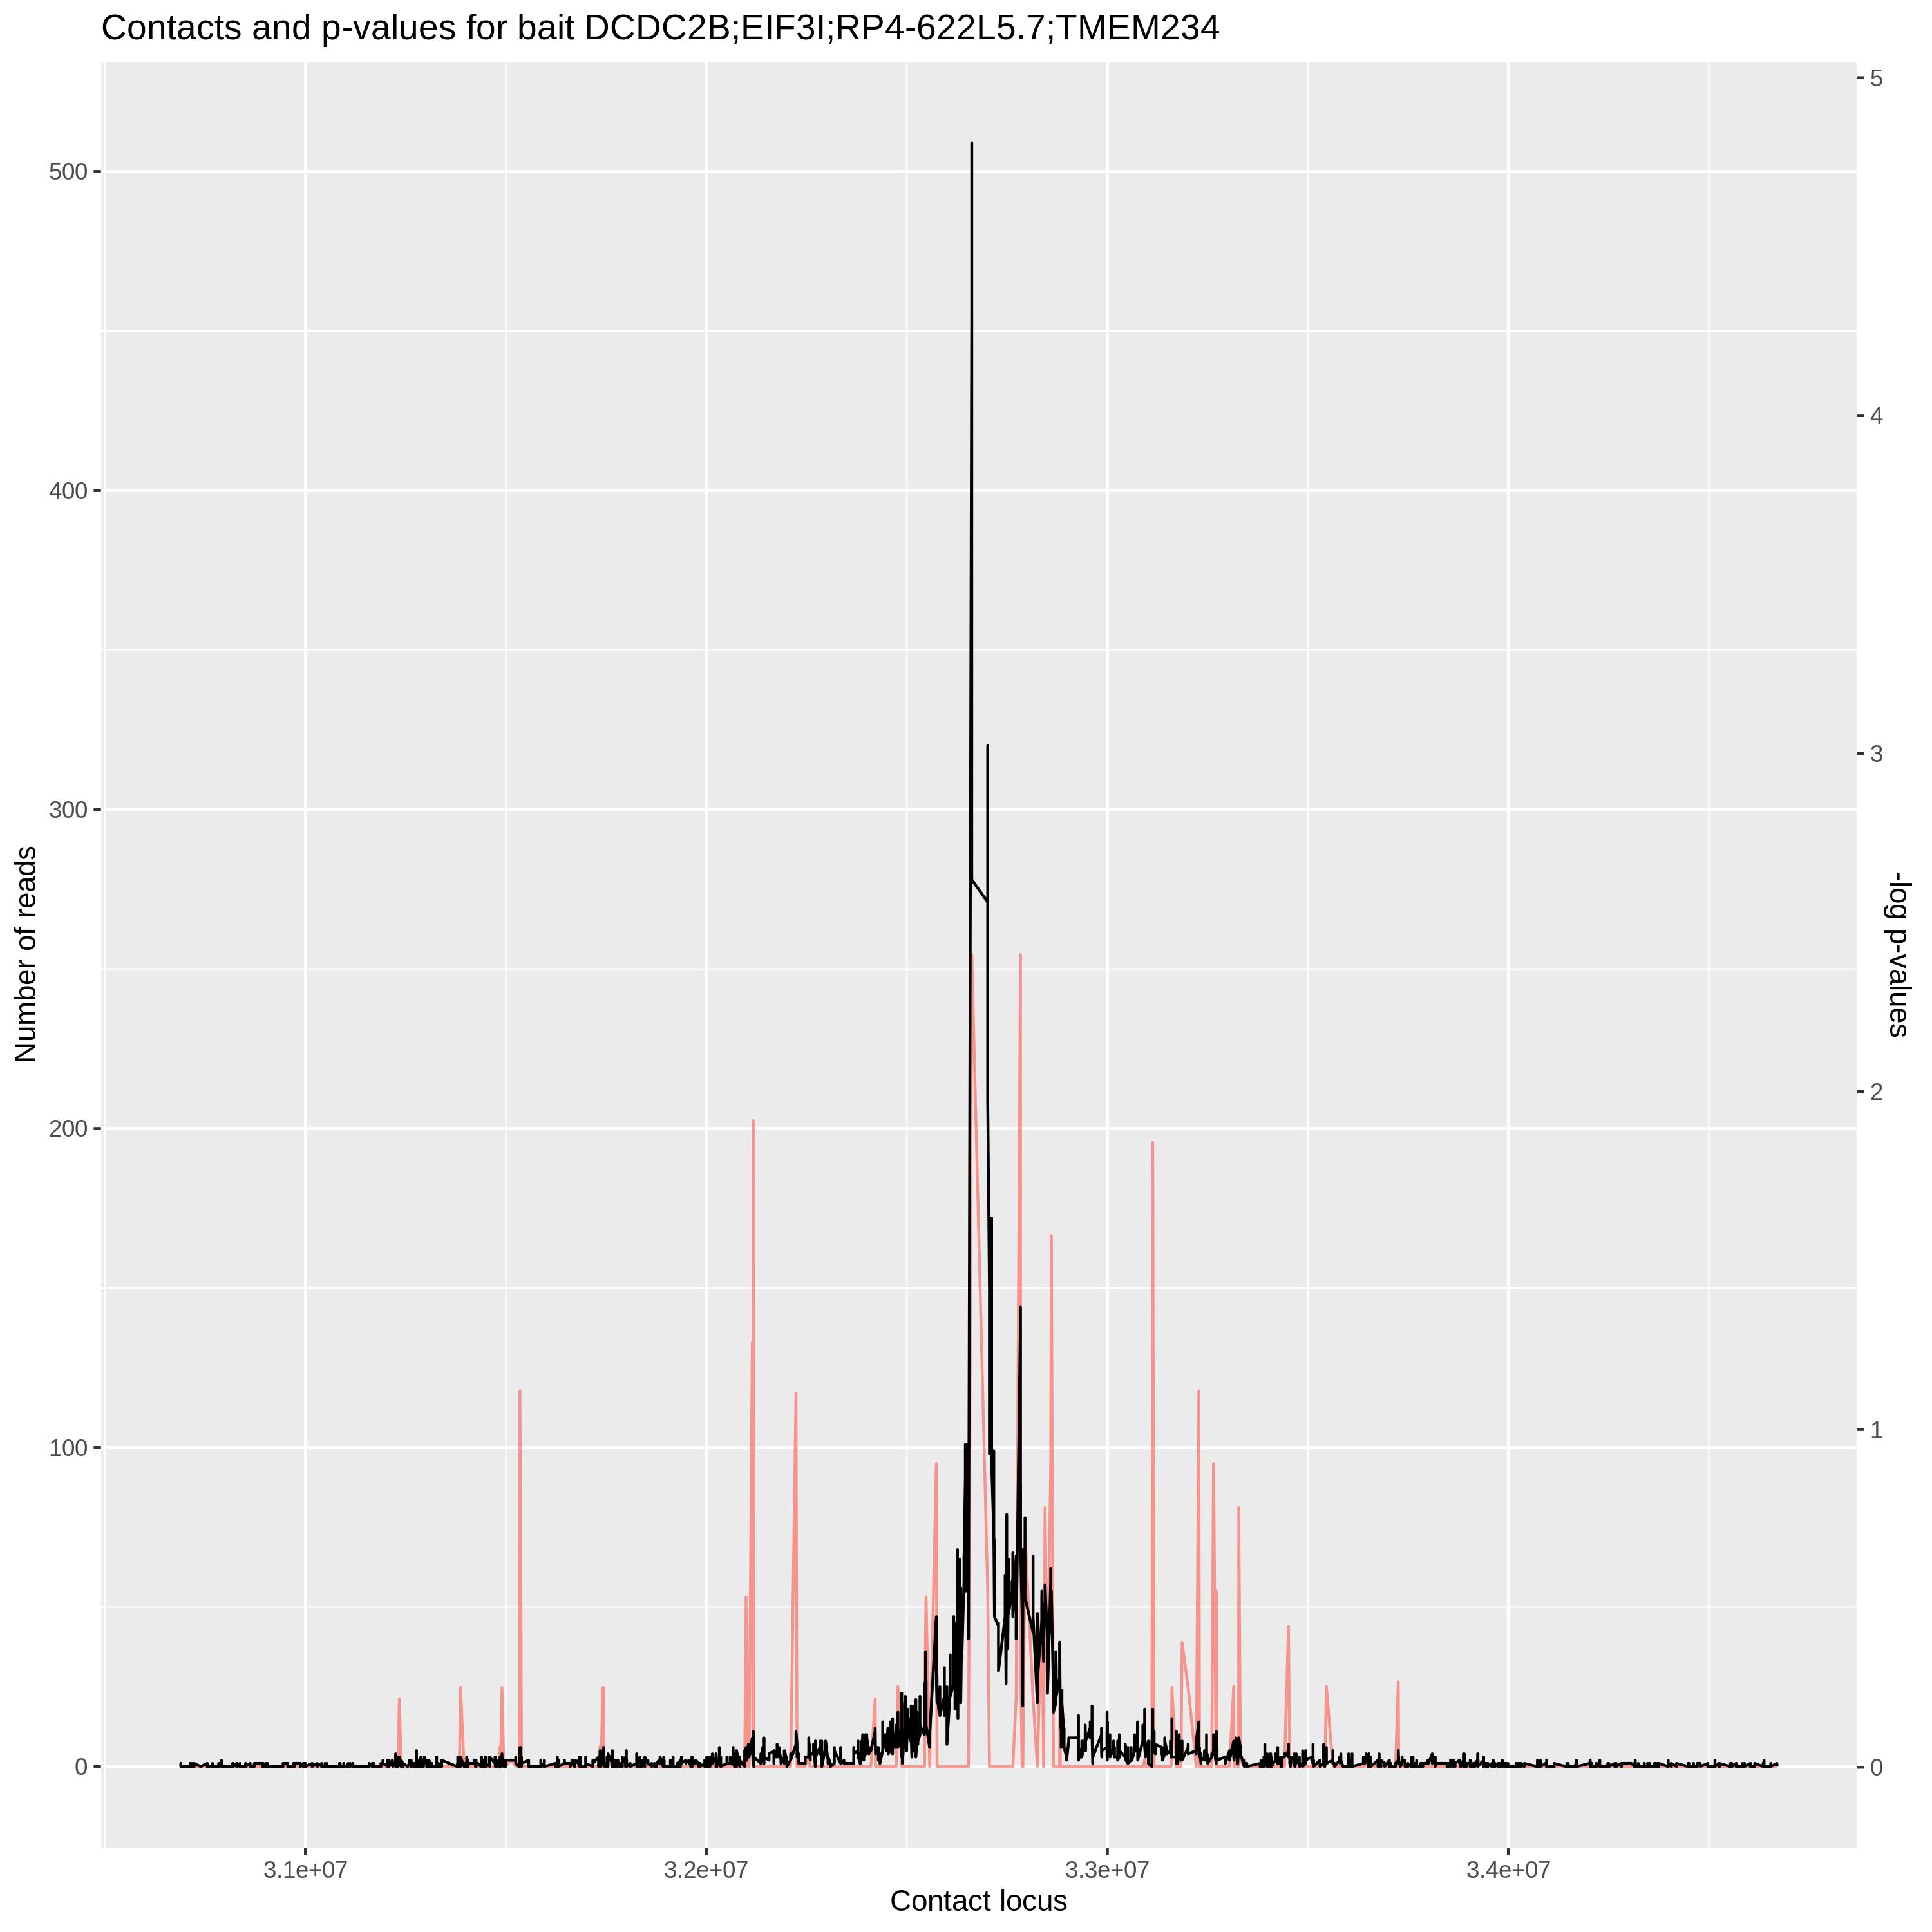 Contacts and p-values for bait DCDC2B;EIF3I;RP4-622L5.7;TMEM234
500
400
300
200
100
0
Number of reads
5
4
3
2
1
0
-log p-values
3.1e+07
3.2e+07
3.3e+07
3.4e+07
Contact locus